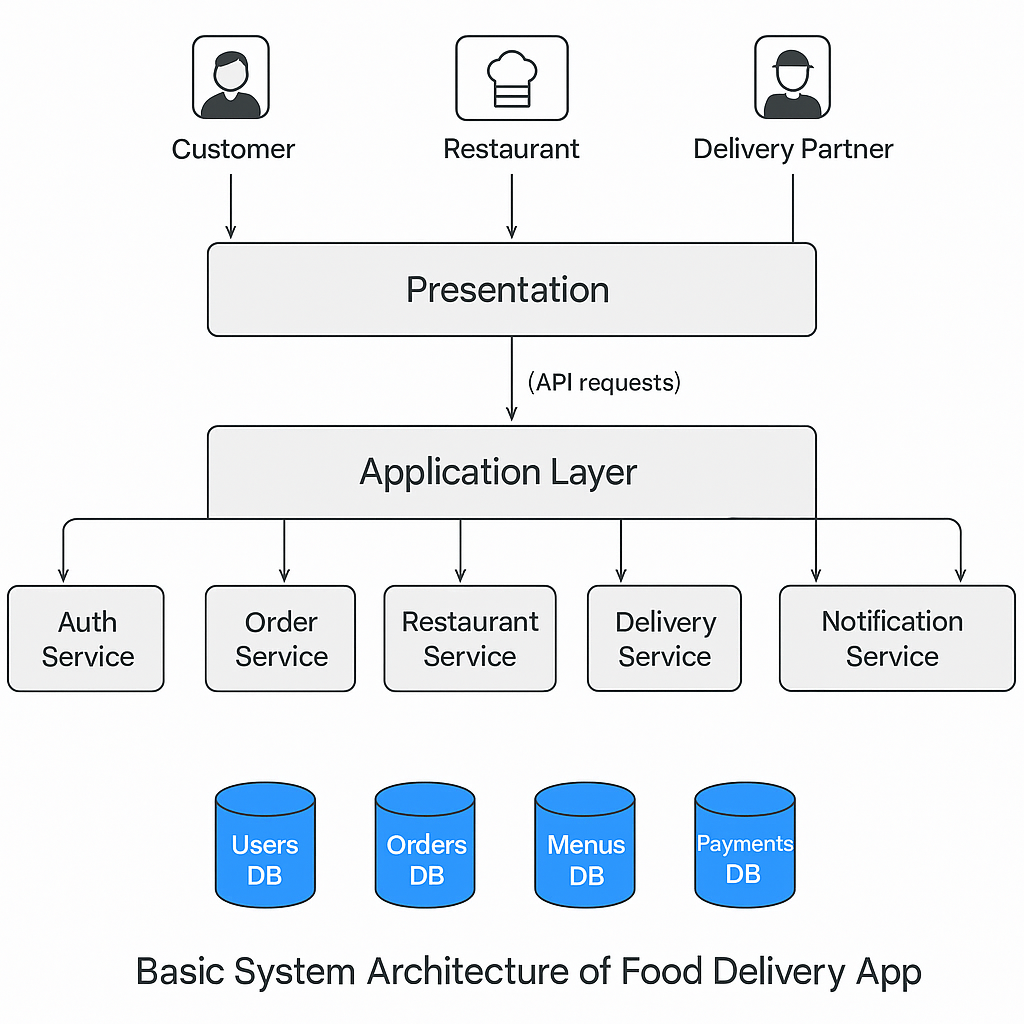 Customer
Restaurant
Delivery Partner
Presentation
(API requests)
Application Layer
Auth
Service
Order
Service
Restaurant
Service
Delivery
Service
Notification
Service
Users
DB
Orders
DB
Menus
DB
Payments
DB
Basic System Architecture of Food Delivery App